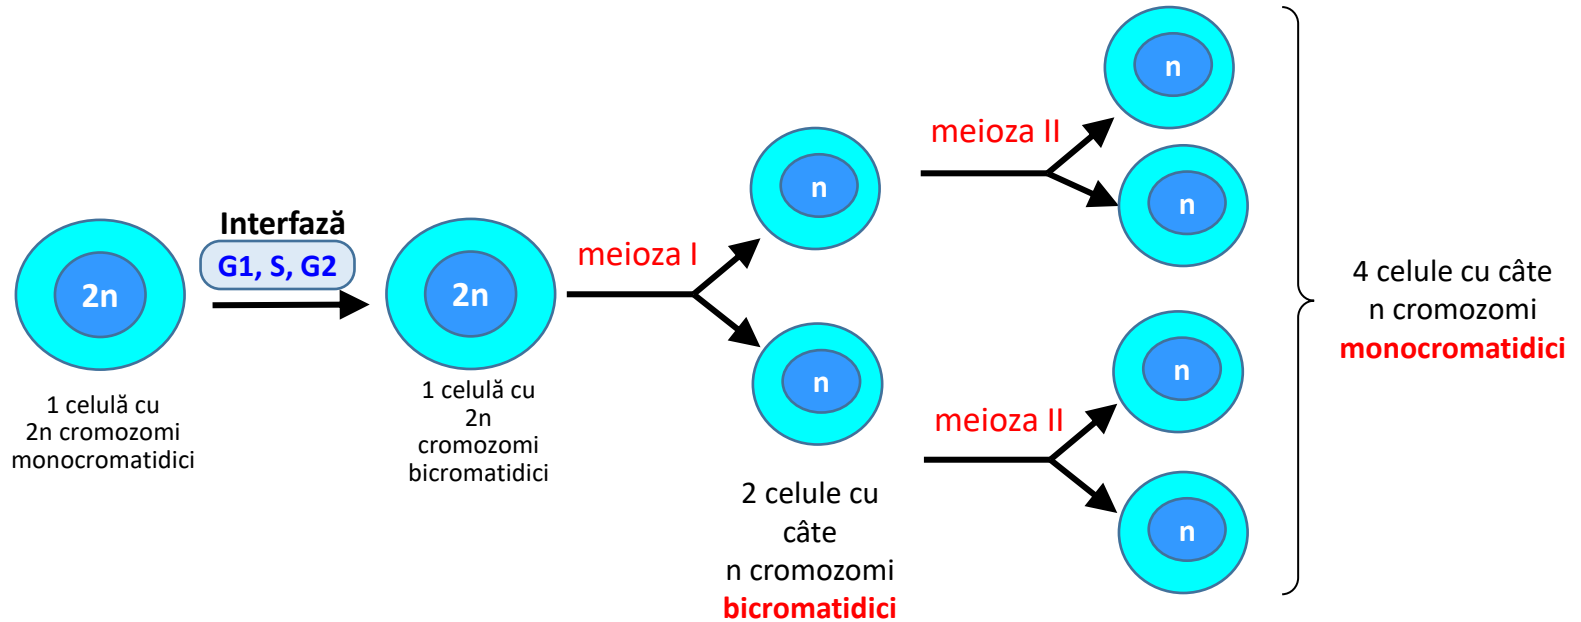 2n
1 celulă cu
2n cromozomi
monocromatidici
Interfază
G1, S, G2
2n
1 celulă cu
2n
cromozomi
bicromatidici
meioza I
n
n
2 celule cu
câte
n cromozomi
bicromatidici
meioza II
n
n
meioza II
n
n
4 celule cu câte
n cromozomi
monocromatidici